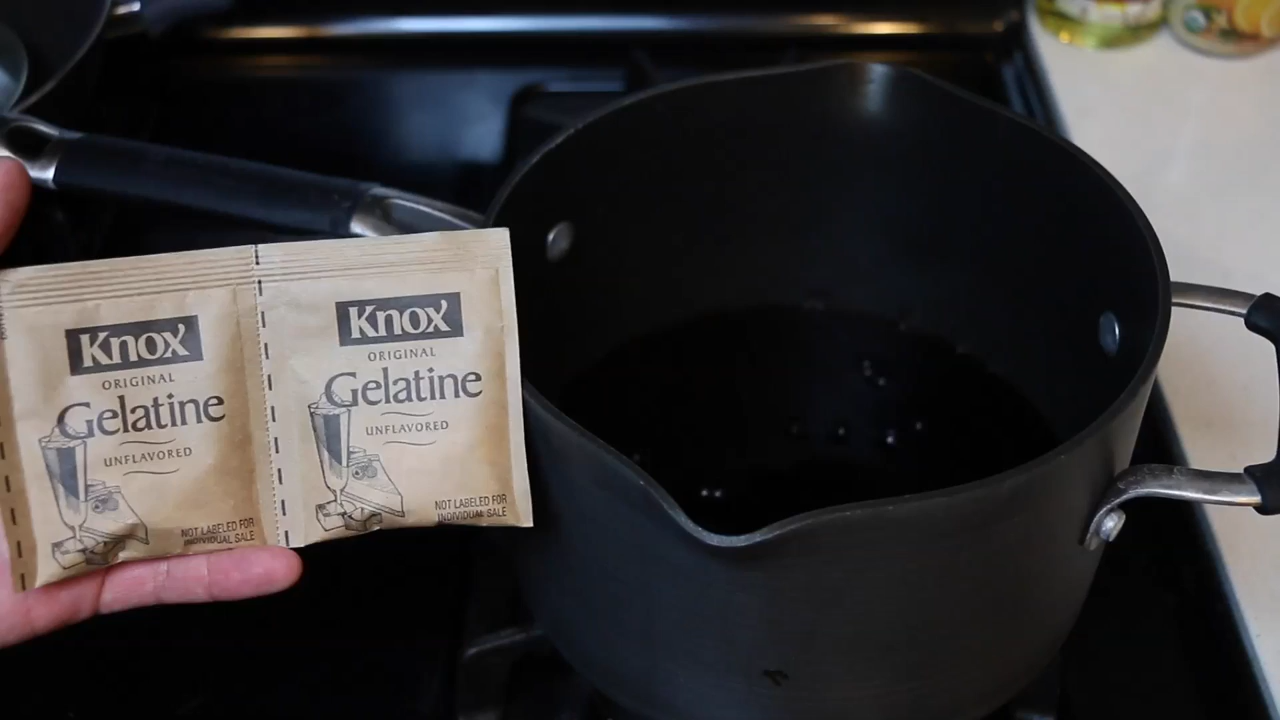 Knox
ORIGINAL
Gelatine
UNFLAVORED
NOT LABELED FOR
INDIVIDUAL SALE
Knox
ORIGINAL
Gelatine
UNFLAVORED
NOT LABELED FOR
INDIVIDUAL SALE